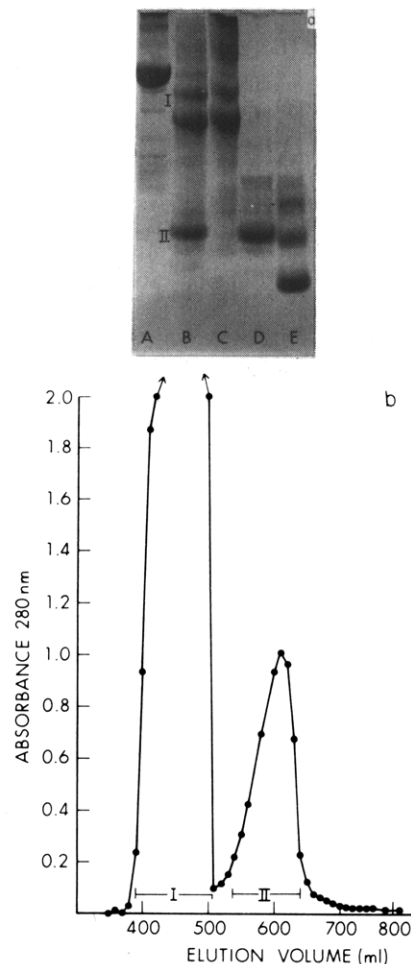 a
I
II
A B C D E
b
2.0
1.8
1.6
1.4
1.2
1.0
0.8
0.6
0.4
0.2
ABSORBANCE 280nm
I II
400 500 600 700 800
ELUTION VOLUME (ml)